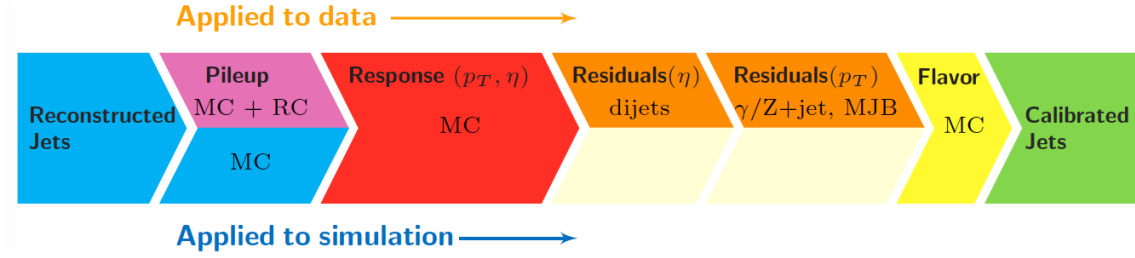 Applied to data
Reconstructed
Jets
Pileup
MC + RC
MC
Response (p_T, η)
MC
Residuals(η)
dijets
Residuals(p_T)
γ/Z+jet, MJB
Flavor
MC
Calibrated
Jets
Applied to simulation